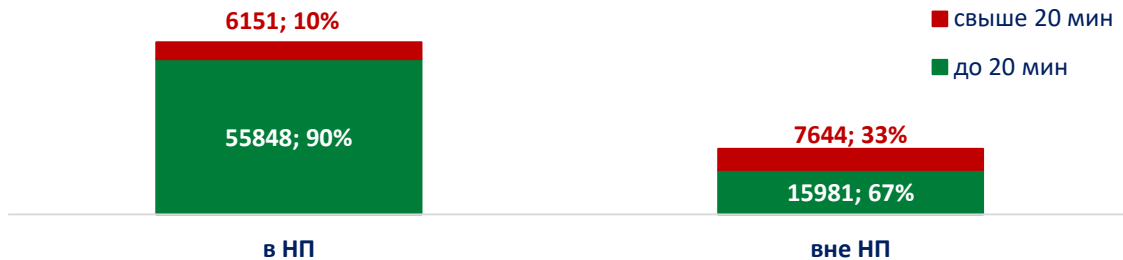 6151; 10%
свыше 20 мин
до 20 мин
55848; 90%
7644; 33%
15981; 67%
в НП
вне НП